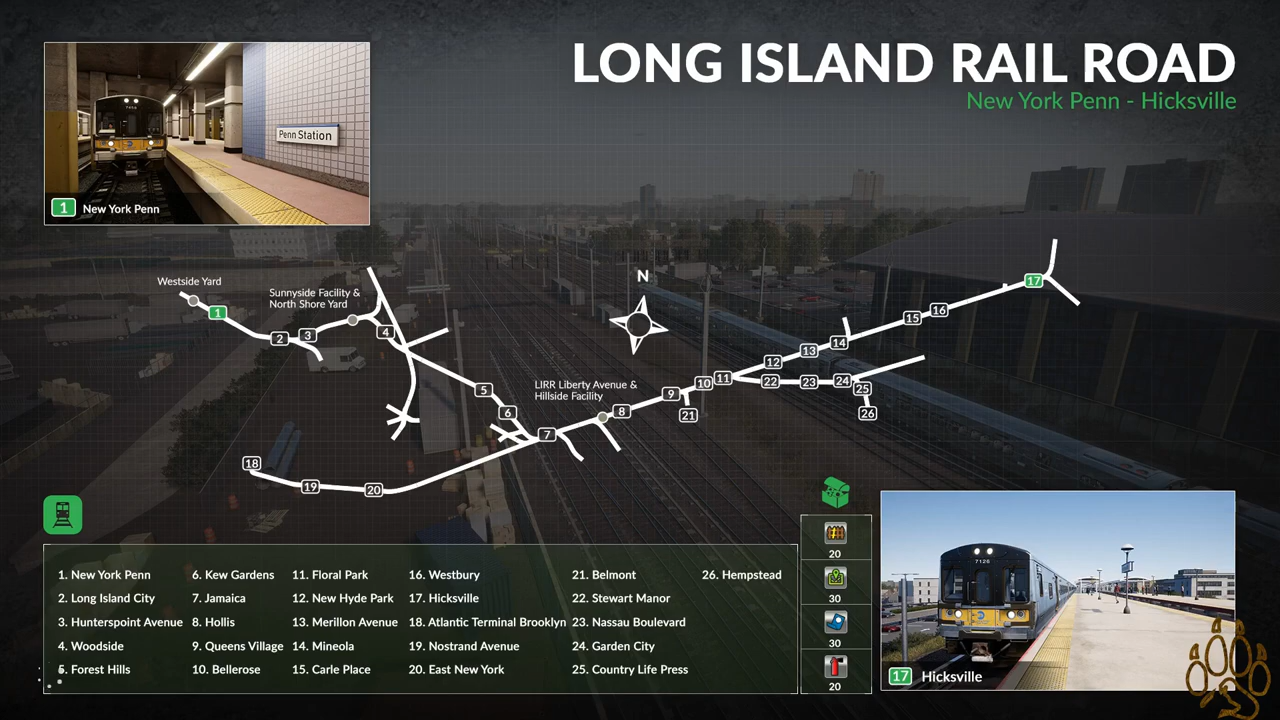 LONG ISLAND RAIL ROAD
New York Penn - Hicksville
Penn Station
1 New York Penn
Westside Yard
Sunnyside Facility &
North Shore Yard
N
LIRR Liberty Avenue &
Hillside Facility
1
2
3
4
5
6
7
8
9
10
11
12
13
14
15
16
17
18
19
20
21
22
23
24
25
26
1. New York Penn
2. Long Island City
3. Hunterspoint Avenue
4. Woodside
5. Forest Hills
6. Kew Gardens
7. Jamaica
8. Hollis
9. Queens Village
10. Bellerose
11. Floral Park
12. New Hyde Park
13. Merillon Avenue
14. Mineola
15. Carle Place
16. Westbury
17. Hicksville
18. Atlantic Terminal Brooklyn
19. Nostrand Avenue
20. East New York
21. Belmont
22. Stewart Manor
23. Nassau Boulevard
24. Garden City
25. Country Life Press
26. Hempstead
20
30
30
20
7126
17 Hicksville